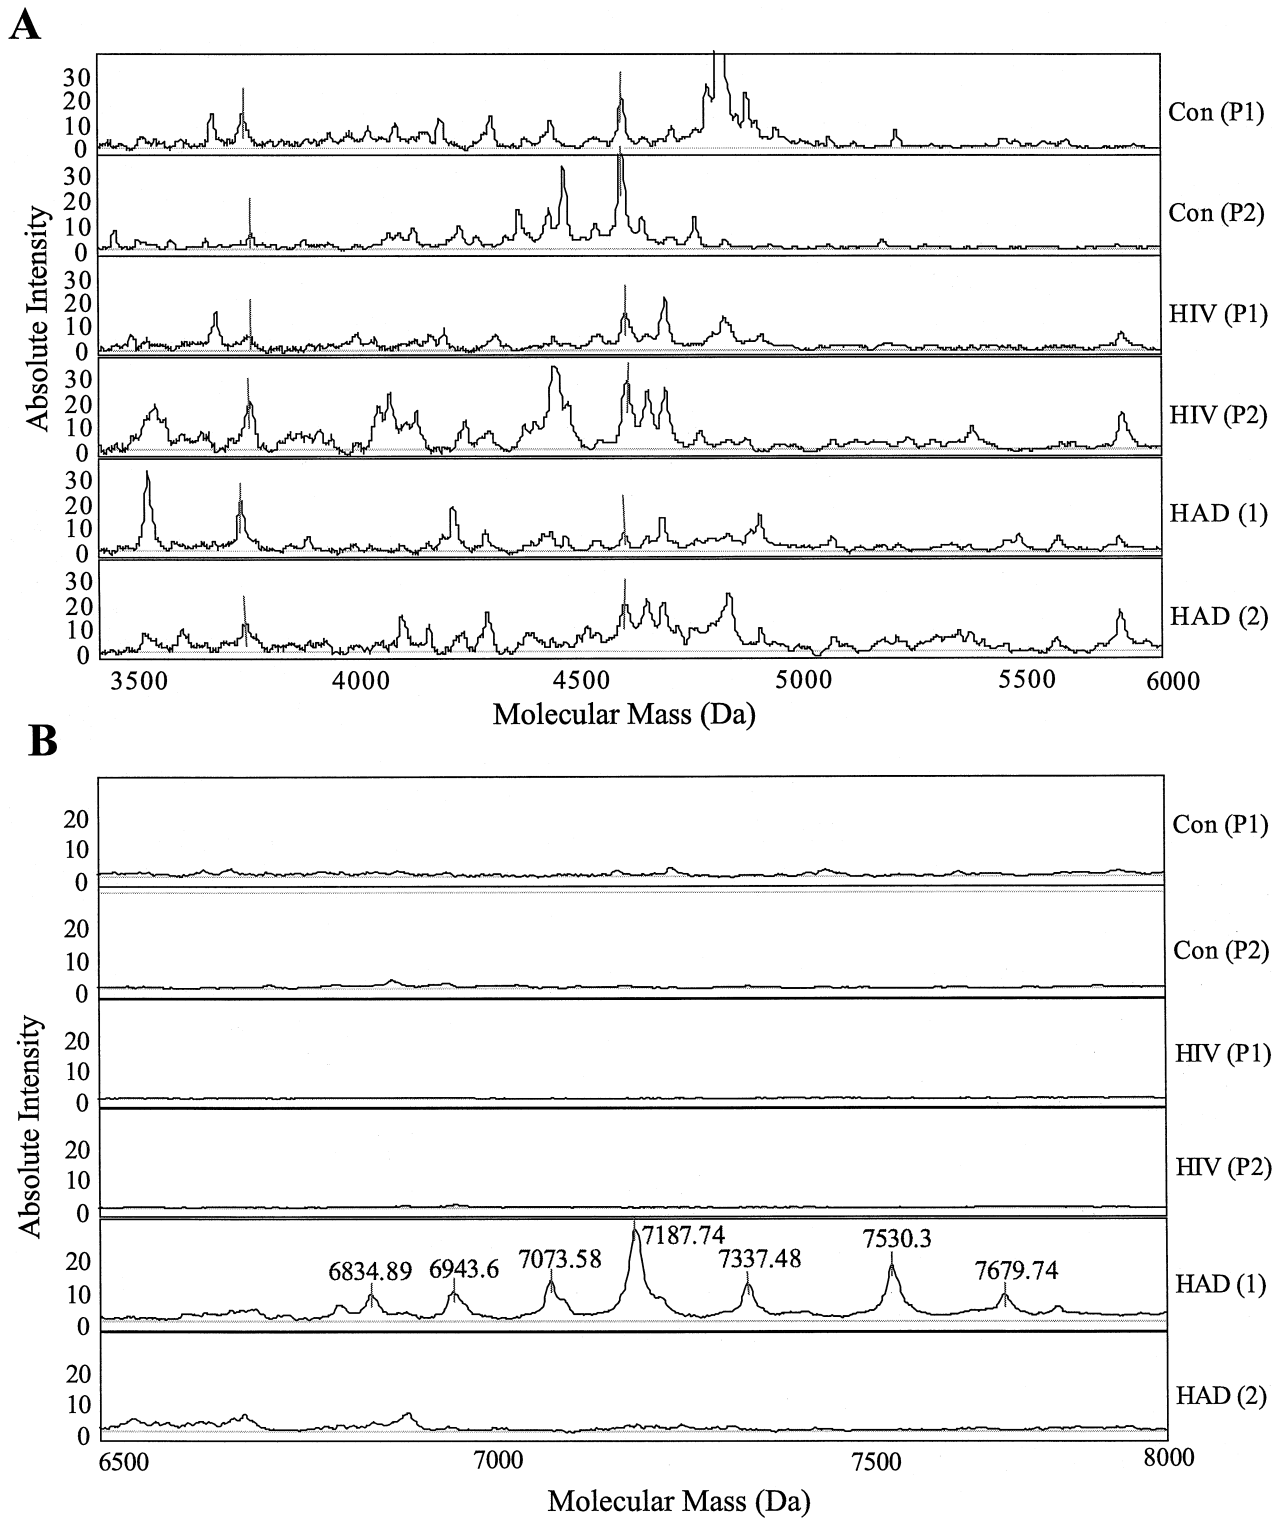 A
30
20
10
0
Con (P1)
30
20
10
0
Con (P2)
30
20
10
0
HIV (P1)
30
20
10
0
HIV (P2)
30
20
10
0
HAD (1)
30
20
10
0
HAD (2)
Absolute Intensity
3500 4000 4500 5000 5500 6000
Molecular Mass (Da)
B
20
10
0
Con (P1)
20
10
0
Con (P2)
20
10
0
HIV (P1)
20
10
0
HIV (P2)
20
10
0
6834.89 6943.6 7073.58 7187.74 7337.48 7530.3 7679.74
HAD (1)
20
10
0
HAD (2)
Absolute Intensity
6500 7000 7500 8000
Molecular Mass (Da)